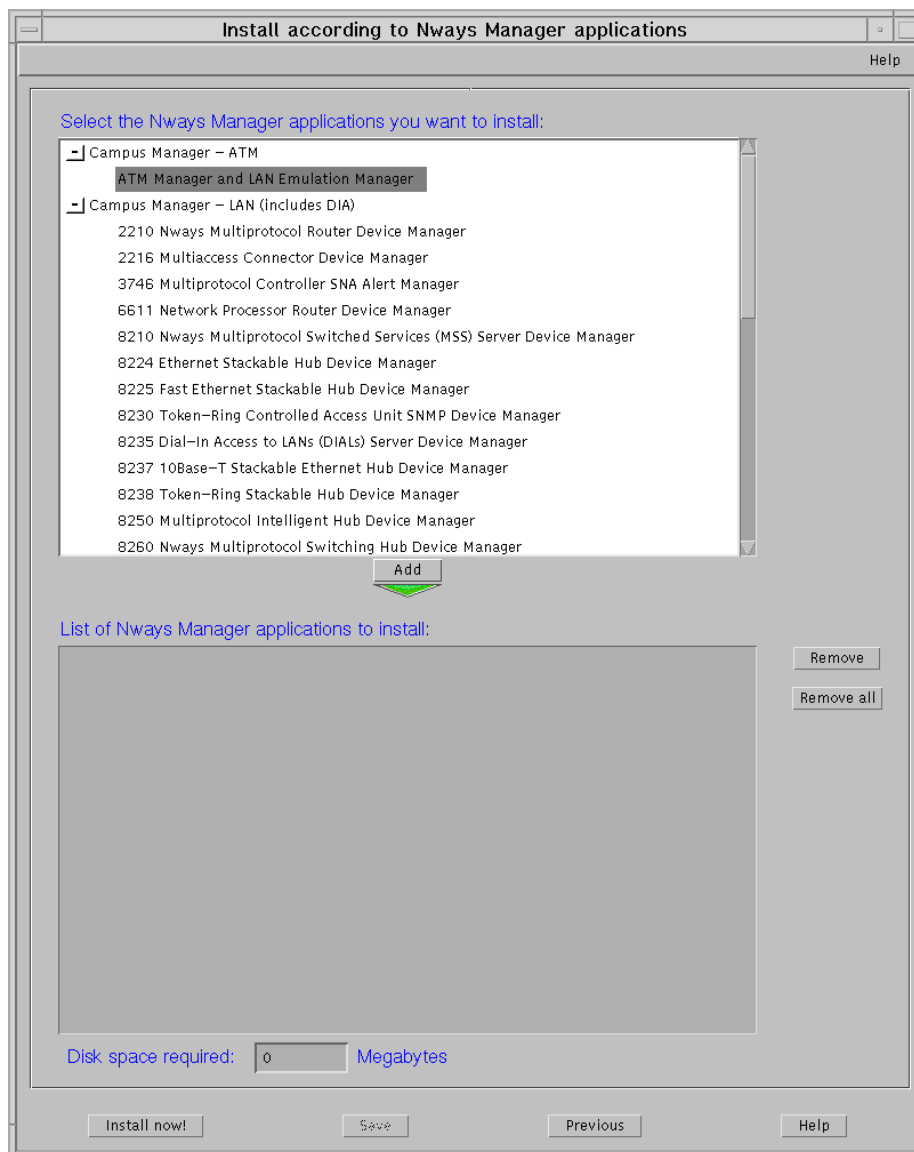 Install according to Nways Manager applications
Help
Select the Nways Manager applications you want to install:
Campus Manager – ATM
ATM Manager and LAN Emulation Manager
Campus Manager – LAN (includes DIA)
2210 Nways Multiprotocol Router Device Manager
2216 Multiaccess Connector Device Manager
3746 Multiprotocol Controller SNA Alert Manager
6611 Network Processor Router Device Manager
8210 Nways Multiprotocol Switched Services (MSS) Server Device Manager
8224 Ethernet Stackable Hub Device Manager
8225 Fast Ethernet Stackable Hub Device Manager
8230 Token–Ring Controlled Access Unit SNMP Device Manager
8235 Dial–In Access to LANs (DIALs) Server Device Manager
8237 10Base–T Stackable Ethernet Hub Device Manager
8238 Token–Ring Stackable Hub Device Manager
8250 Multiprotocol Intelligent Hub Device Manager
8260 Nways Multiprotocol Switching Hub Device Manager
Add
List of Nways Manager applications to install:
Remove
Remove all
Disk space required: 0 Megabytes
Install now! Save Previous Help